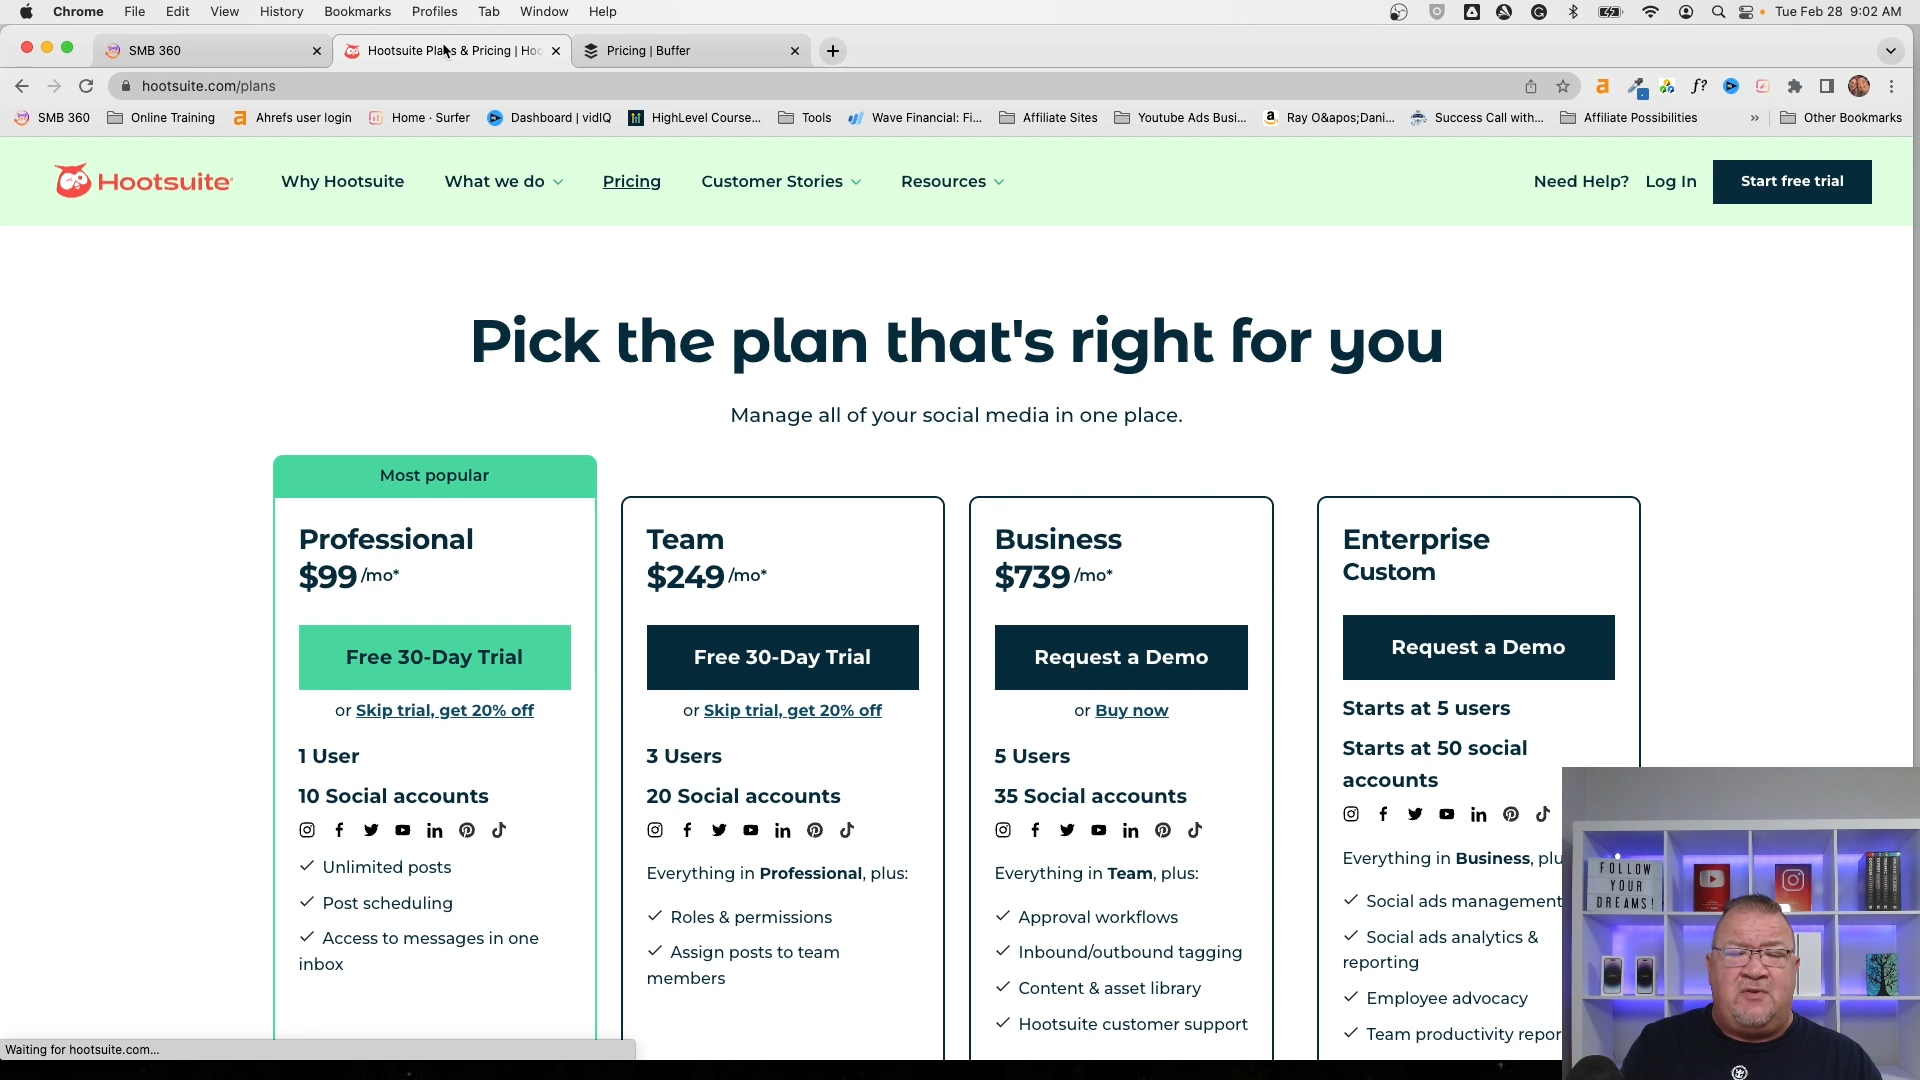 Chrome File Edit View History Bookmarks Profiles Tab Window Help Tue Feb 28 9:02 AM
SMB 360 Hootsuite Plans & Pricing | Hoo Pricing | Buffer
hootsuite.com/plans
SMB 360 Online Training Ahrefs user login Home · Surfer Dashboard | vidIQ HighLevel Course... Tools Wave Financial: Fi... Affiliate Sites Youtube Ads Busi... Ray O&apos;Dani... Success Call with... Affiliate Possibilities » Other Bookmarks
Hootsuite Why Hootsuite What we do Pricing Customer Stories Resources Need Help? Log In Start free trial
Pick the plan that's right for you
Manage all of your social media in one place.
Most popular
Professional
$99 /mo*
Free 30-Day Trial
or Skip trial, get 20% off
1 User
10 Social accounts
Unlimited posts
Post scheduling
Access to messages in one
inbox
Team
$249 /mo*
Free 30-Day Trial
or Skip trial, get 20% off
3 Users
20 Social accounts
Everything in Professional, plus:
Roles & permissions
Assign posts to team
members
Business
$739 /mo*
Request a Demo
or Buy now
5 Users
35 Social accounts
Everything in Team, plus:
Approval workflows
Inbound/outbound tagging
Content & asset library
Hootsuite customer support
Enterprise
Custom
Request a Demo
Starts at 5 users
Starts at 50 social
accounts
Everything in Business, plu
Social ads management
Social ads analytics &
reporting
Employee advocacy
Team productivity repor
FOLLOW
YOUR
DREAMS!
Waiting for hootsuite.com...